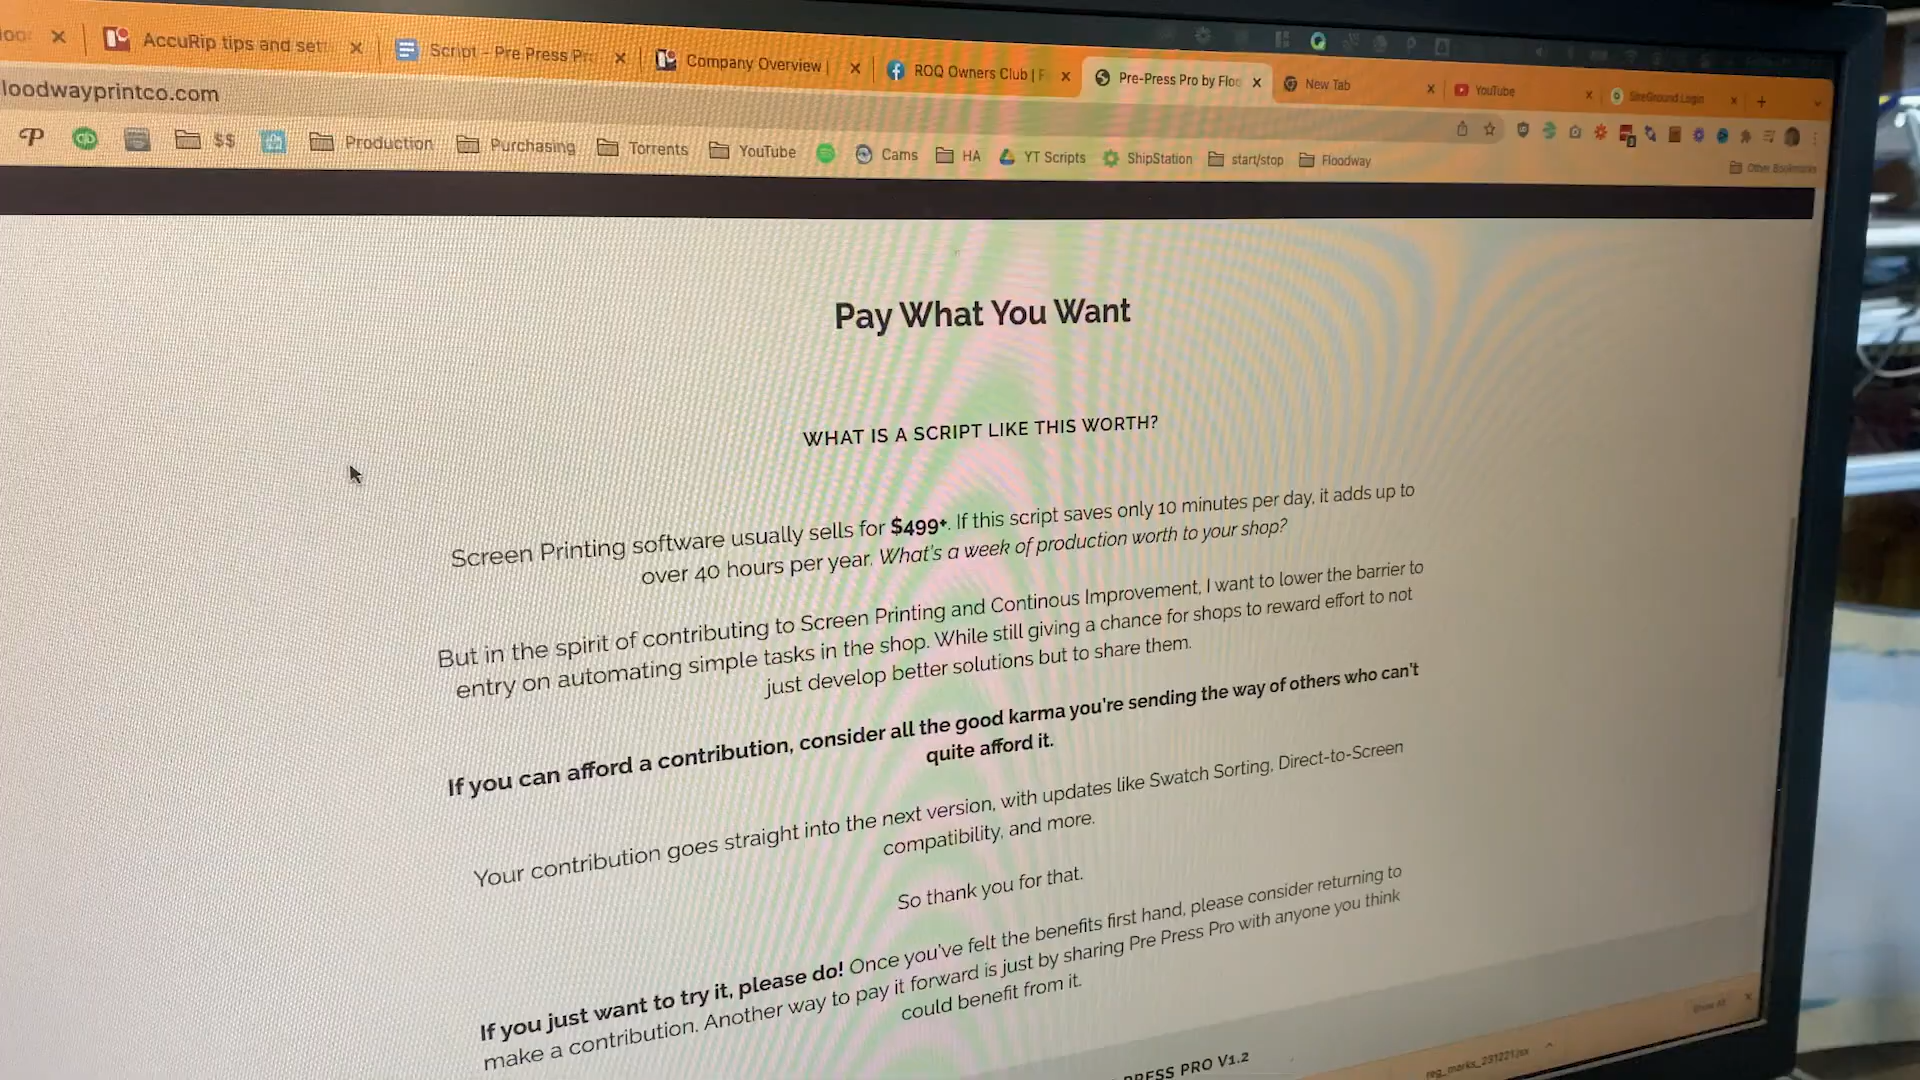 AccuRip tips and sett
Script - Pre Press Pr
Company Overview |
ROQ Owners Club | F
Pre-Press Pro by Floo
New Tab
YouTube
SiteGround Login
loodwayprintco.com
$$
Production
Purchasing
Torrents
YouTube
Cams
HA
YT Scripts
ShipStation
start/stop
Floodway
Other Bookmarks
Pay What You Want
WHAT IS A SCRIPT LIKE THIS WORTH?
Screen Printing software usually sells for $499+. If this script saves only 10 minutes per day, it adds up to
over 40 hours per year. What's a week of production worth to your shop?
But in the spirit of contributing to Screen Printing and Continous Improvement, I want to lower the barrier to
entry on automating simple tasks in the shop. While still giving a chance for shops to reward effort to not
just develop better solutions but to share them.
If you can afford a contribution, consider all the good karma you're sending the way of others who can't
quite afford it.
Your contribution goes straight into the next version, with updates like Swatch Sorting, Direct-to-Screen
compatibility, and more.
So thank you for that.
If you just want to try it, please do! Once you've felt the benefits first hand, please consider returning to
make a contribution. Another way to pay it forward is just by sharing Pre Press Pro with anyone you think
could benefit from it.
PRESS PRO V1.2
reg_marks_291221.jsx
Show All